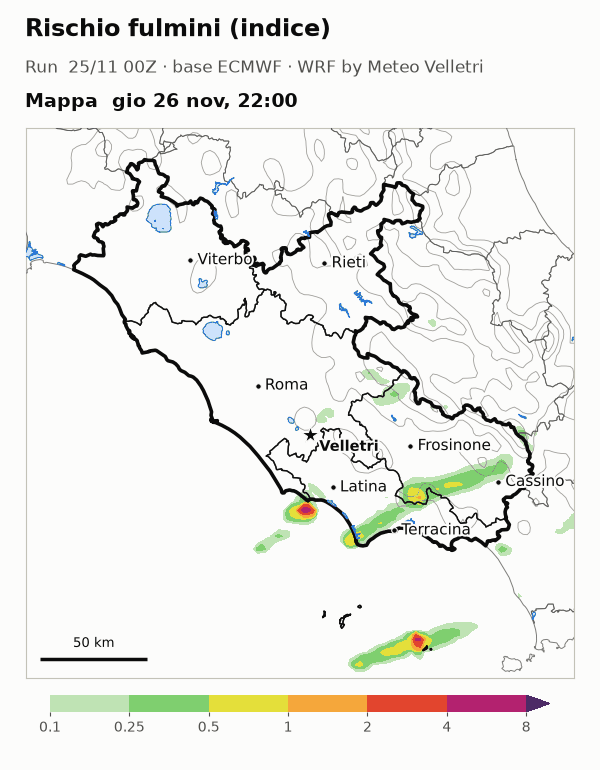 Rischio fulmini (indice)
Run  25/11 00Z · base ECMWF · WRF by Meteo Velletri
Mappa  gio 26 nov, 22:00
Viterbo
Rieti
Roma
Velletri
Frosinone
Latina
Cassino
Terracina
50 km
0.1 0.25 0.5 1 2 4 8